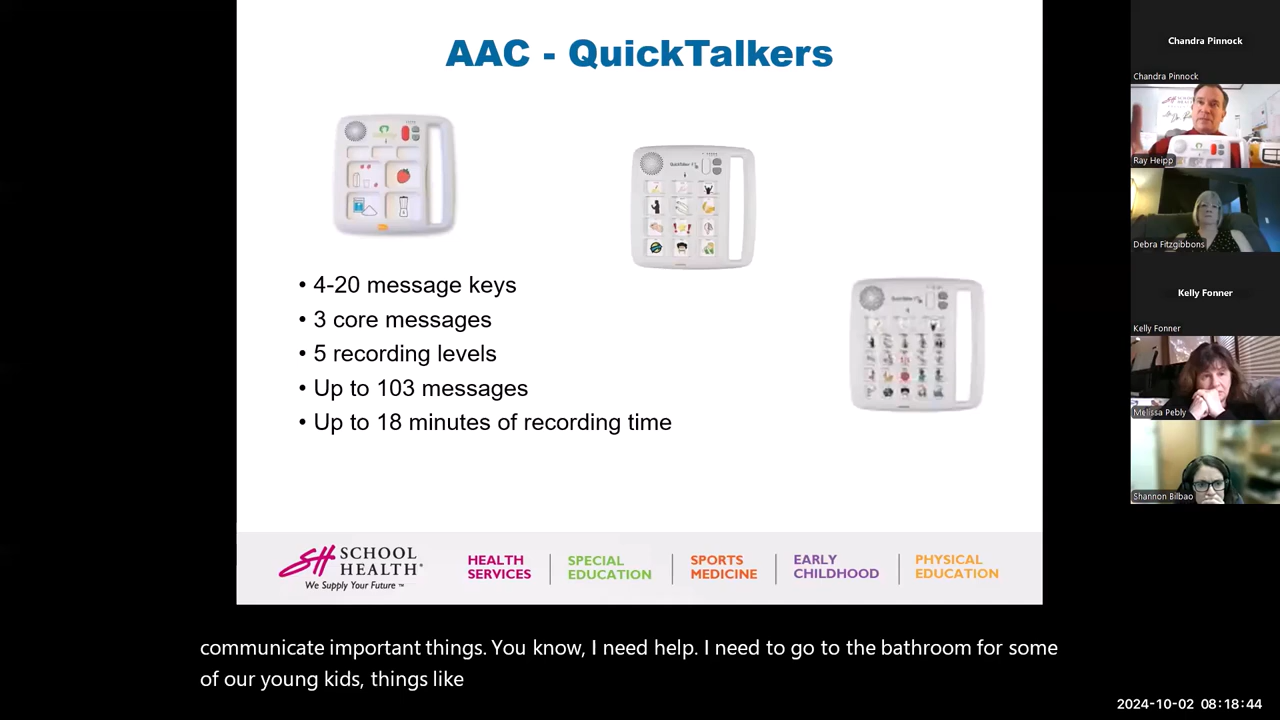 AAC - QuickTalkers
• 4-20 message keys
• 3 core messages
• 5 recording levels
• Up to 103 messages
• Up to 18 minutes of recording time
SH SCHOOL HEALTH®
We Supply Your Future ™
HEALTH SERVICES
SPECIAL EDUCATION
SPORTS MEDICINE
EARLY CHILDHOOD
PHYSICAL EDUCATION
Chandra Pinnock
Chandra Pinnock
Ray Heipp
Debra Fitzgibbons
Kelly Fonner
Kelly Fonner
Melissa Pebly
Shannon Bilbao
communicate important things. You know, I need help. I need to go to the bathroom for some
of our young kids, things like
2024-10-02 08:18:44